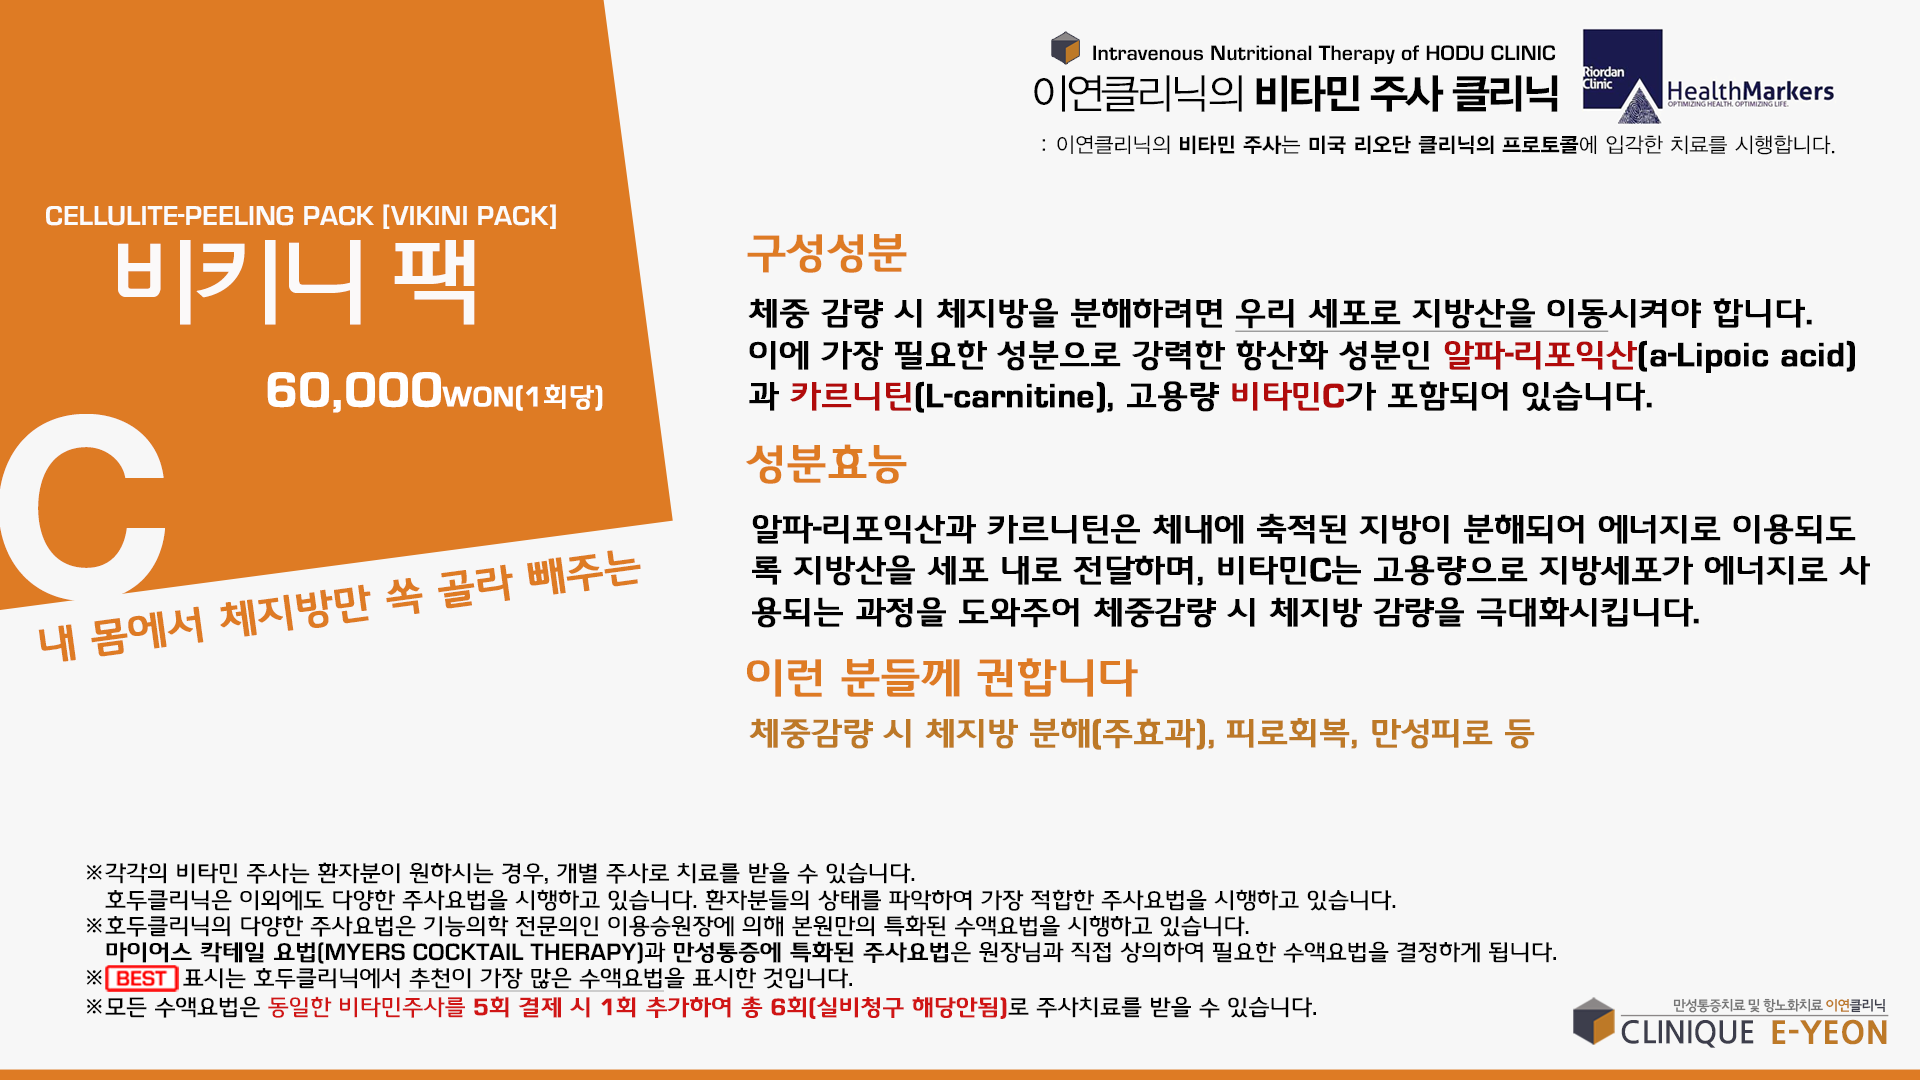 Intravenous Nutritional Therapy of HODU CLINIC
이연클리닉의 비타민 주사 클리닉
Riordan
Clinic
HealthMarkers
OPTIMIZING HEALTH. OPTIMIZING LIFE.
: 이연클리닉의 비타민 주사는 미국 리오단 클리닉의 프로토콜에 입각한 치료를 시행합니다.
CELLULITE-PEELING PACK [VIKINI PACK]
비키니 팩
60,000WON(1회당)
C
내 몸에서 체지방만 쏙 골라 빼주는
구성성분
체중 감량 시 체지방을 분해하려면 우리 세포로 지방산을 이동시켜야 합니다.
이에 가장 필요한 성분으로 강력한 항산화 성분인 알파-리포익산(a-Lipoic acid)
과 카르니틴(L-carnitine), 고용량 비타민C가 포함되어 있습니다.
성분효능
알파-리포익산과 카르니틴은 체내에 축적된 지방이 분해되어 에너지로 이용되도
록 지방산을 세포 내로 전달하며, 비타민C는 고용량으로 지방세포가 에너지로 사
용되는 과정을 도와주어 체중감량 시 체지방 감량을 극대화시킵니다.
이런 분들께 권합니다
체중감량 시 체지방 분해(주효과), 피로회복, 만성피로 등
※각각의 비타민 주사는 환자분이 원하시는 경우, 개별 주사로 치료를 받을 수 있습니다.
호두클리닉은 이외에도 다양한 주사요법을 시행하고 있습니다. 환자분들의 상태를 파악하여 가장 적합한 주사요법을 시행하고 있습니다.
※호두클리닉의 다양한 주사요법은 기능의학 전문의인 이용승원장에 의해 본원만의 특화된 수액요법을 시행하고 있습니다.
마이어스 칵테일 요법(MYERS COCKTAIL THERAPY)과 만성통증에 특화된 주사요법은 원장님과 직접 상의하여 필요한 수액요법을 결정하게 됩니다.
※ BEST 표시는 호두클리닉에서 추천이 가장 많은 수액요법을 표시한 것입니다.
※모든 수액요법은 동일한 비타민주사를 5회 결제 시 1회 추가하여 총 6회(실비청구 해당안됨)로 주사치료를 받을 수 있습니다.
만성통증치료 및 항노화치료 이연클리닉
CLINIQUE E-YEON